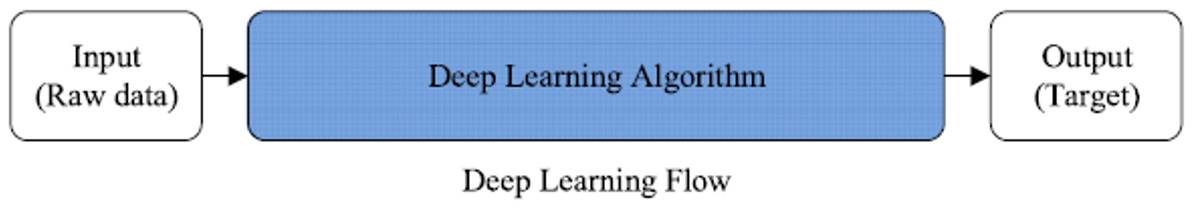 Input
(Raw data)
Deep Learning Algorithm
Output
(Target)
Deep Learning Flow